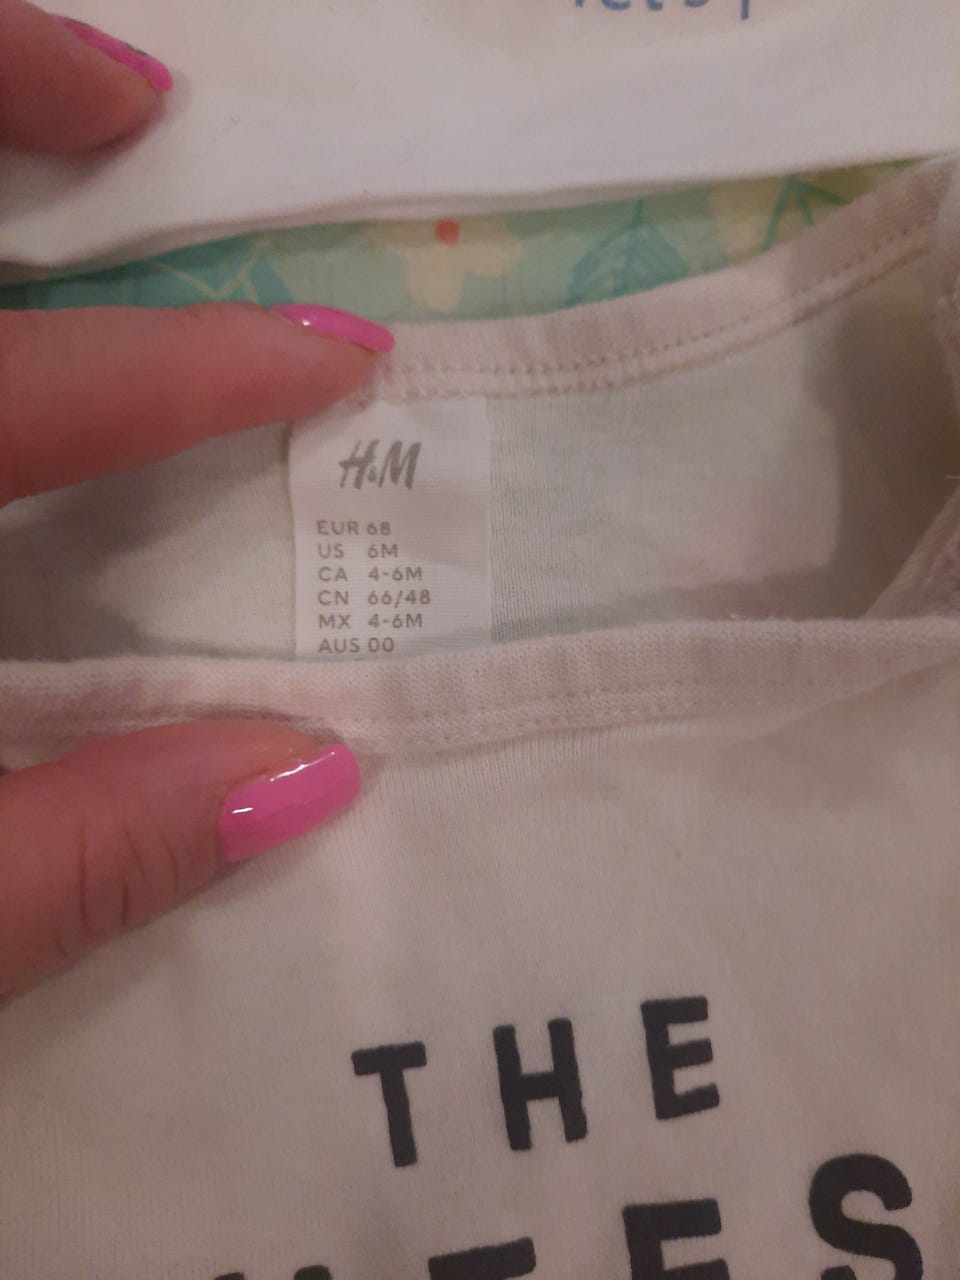 H&M
EUR 68
US 6M
CA 4-6M
CN 66/48
MX 4-6M
AUS 00
THE